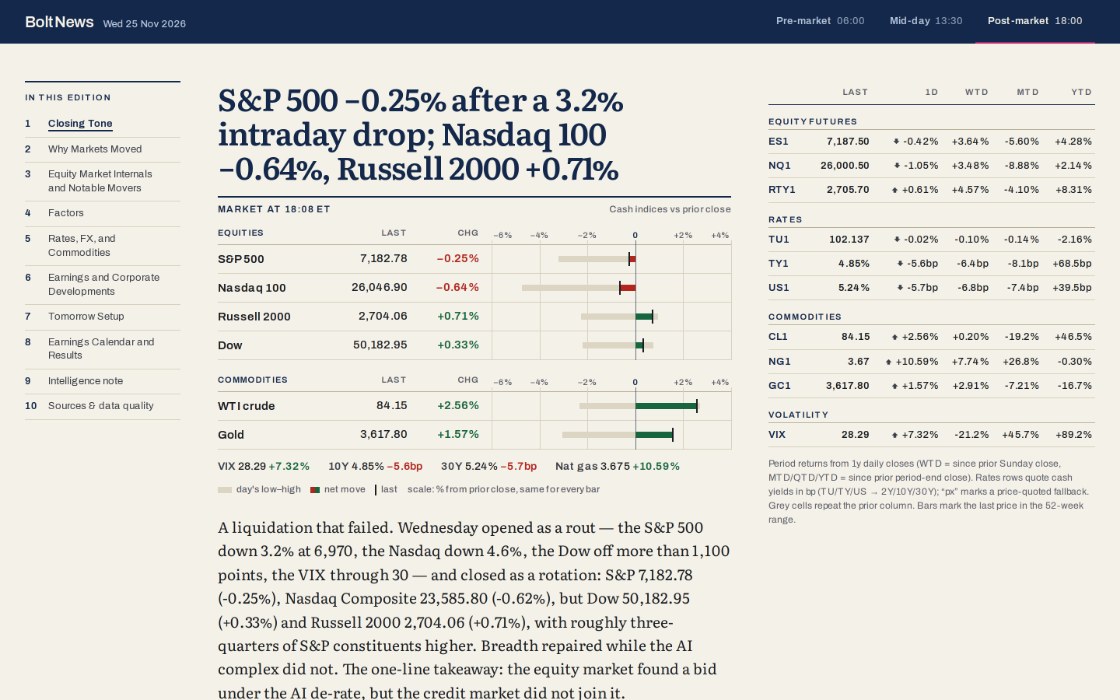 BoltNews Wed 25 Nov 2026
Pre-market 06:00 Mid-day 13:30 Post-market 18:00
IN THIS EDITION
1 Closing Tone
2 Why Markets Moved
3 Equity Market Internals
and Notable Movers
4 Factors
5 Rates, FX, and
Commodities
6 Earnings and Corporate
Developments
7 Tomorrow Setup
8 Earnings Calendar and
Results
9 Intelligence note
10 Sources & data quality
S&P 500 −0.25% after a 3.2%
intraday drop; Nasdaq 100
−0.64%, Russell 2000 +0.71%
MARKET AT 18:08 ET Cash indices vs prior close
EQUITIES LAST CHG −6% −4% −2% 0 +2% +4%
S&P 500 7,182.78 −0.25%
Nasdaq 100 26,046.90 −0.64%
Russell 2000 2,704.06 +0.71%
Dow 50,182.95 +0.33%
COMMODITIES LAST CHG −6% −4% −2% 0 +2% +4%
WTI crude 84.15 +2.56%
Gold 3,617.80 +1.57%
VIX 28.29 +7.32% 10Y 4.85% −5.6bp 30Y 5.24% −5.7bp Nat gas 3.675 +10.59%
day's low–high net move last scale: % from prior close, same for every bar
A liquidation that failed. Wednesday opened as a rout — the S&P 500
down 3.2% at 6,970, the Nasdaq down 4.6%, the Dow off more than 1,100
points, the VIX through 30 — and closed as a rotation: S&P 7,182.78
(-0.25%), Nasdaq Composite 23,585.80 (-0.62%), but Dow 50,182.95
(+0.33%) and Russell 2000 2,704.06 (+0.71%), with roughly three-
quarters of S&P constituents higher. Breadth repaired while the AI
complex did not. The one-line takeaway: the equity market found a bid
under the AI de-rate, but the credit market did not join it.
LAST 1D WTD MTD YTD
EQUITY FUTURES
ES1 7,187.50 -0.42% +3.64% -5.60% +4.28%
NQ1 26,000.50 -1.05% +3.48% -8.88% +2.14%
RTY1 2,705.70 +0.61% +4.57% -4.10% +8.31%
RATES
TU1 102.137 -0.02% -0.10% -0.14% -2.16%
TY1 4.85% -5.6bp -6.4bp -8.1bp +68.5bp
US1 5.24% -5.7bp -6.8bp -7.4bp +39.5bp
COMMODITIES
CL1 84.15 +2.56% +0.20% -19.2% +46.5%
NG1 3.67 +10.59% +7.74% +26.8% -0.30%
GC1 3,617.80 +1.57% +2.91% -7.21% -16.7%
VOLATILITY
VIX 28.29 +7.32% -21.2% +45.7% +89.2%
Period returns from 1y daily closes (WTD = since prior Sunday close,
MTD/QTD/YTD = since prior period-end close). Rates rows quote cash
yields in bp (TU/TY/US → 2Y/10Y/30Y); “px” marks a price-quoted fallback.
Grey cells repeat the prior column. Bars mark the last price in the 52-week
range.